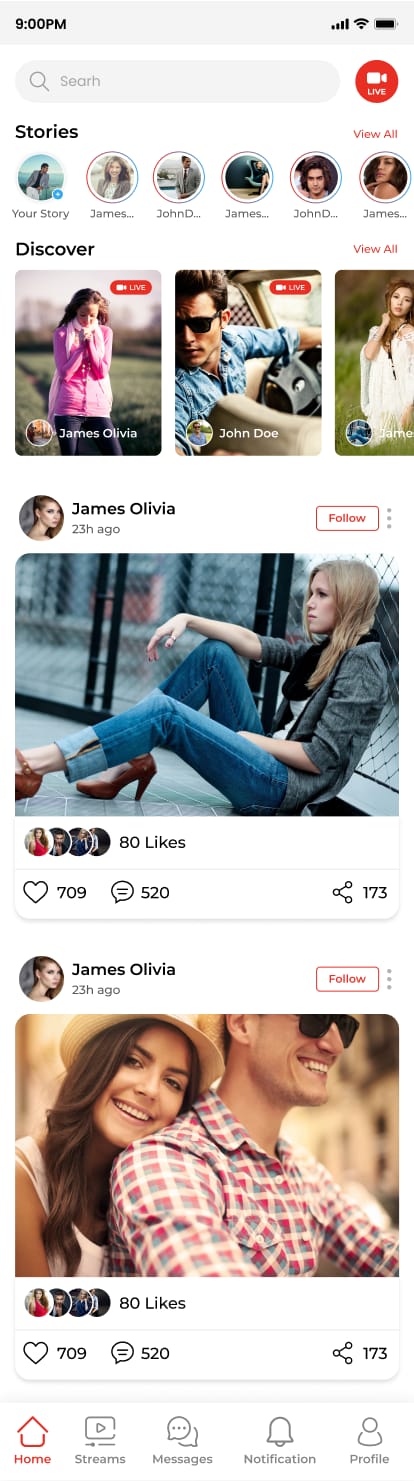 9:00PM
Searh
LIVE
Stories
View All
Your Story
James...
JohnD...
James...
JohnD...
James...
Discover
View All
LIVE
LIVE
James Olivia
John Doe
Jame
James Olivia
23h ago
Follow
80 Likes
709
520
173
James Olivia
23h ago
Follow
80 Likes
709
520
173
Home
Streams
Messages
Notification
Profile